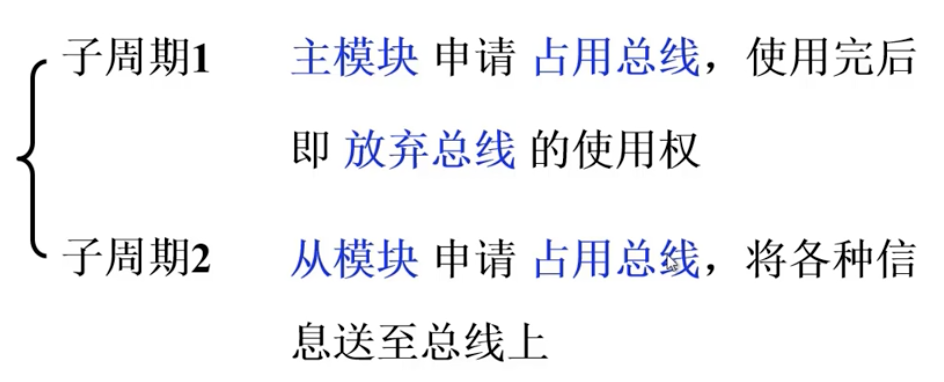 子周期1 主模块 申请 占用总线，使用完后
即 放弃总线 的使用权
子周期2 从模块 申请 占用总线，将各种信
息送至总线上